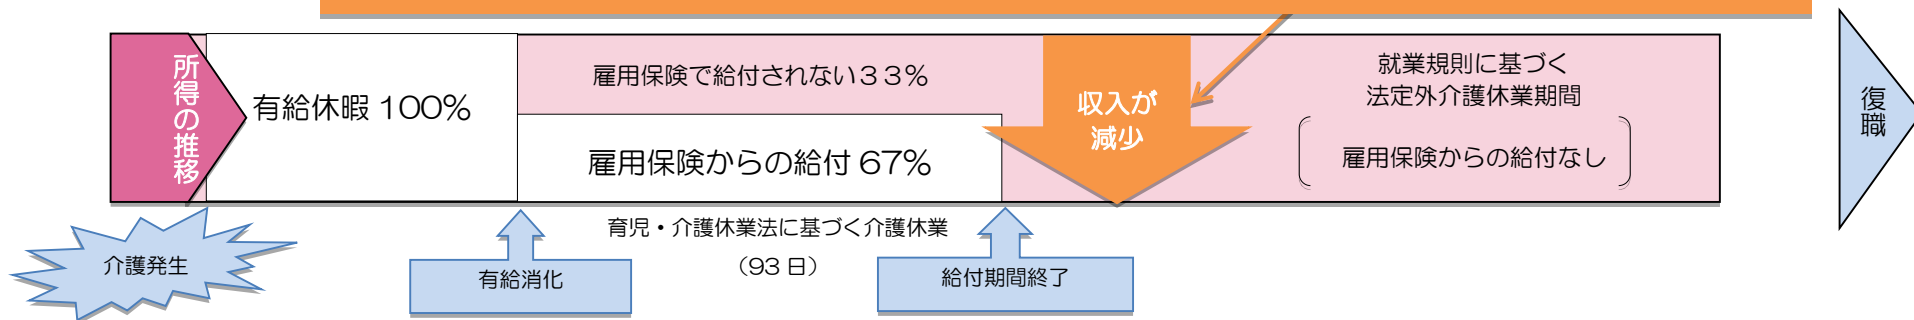 所得の推移
有給休暇 100%
雇用保険で給付されない３３%
雇用保険からの給付 67%
収入が
減少
就業規則に基づく
法定外介護休業期間
雇用保険からの給付なし
復職
介護発生
有給消化
育児・介護休業法に基づく介護休業
（93 日）
給付期間終了